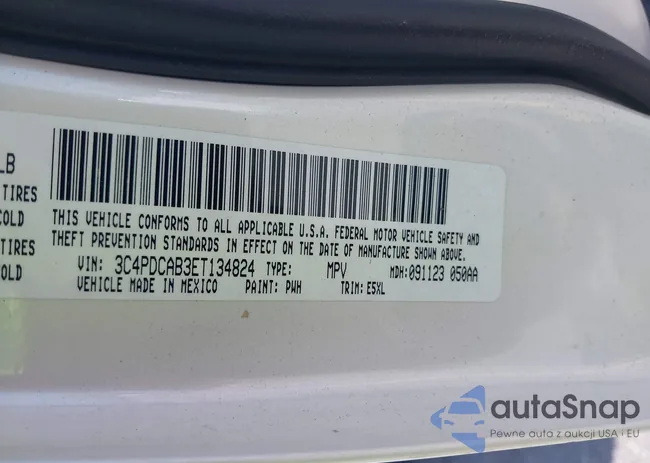 LB
TIRES
COLD
TIRES
COLD
THIS VEHICLE CONFORMS TO ALL APPLICABLE U.S.A. FEDERAL MOTOR VEHICLE SAFETY AND
THEFT PREVENTION STANDARDS IN EFFECT ON THE DATE OF MANUFACTURE SHOWN ABOVE.
VIN: 3C4PDCAB3ET134824 TYPE: MPV MDH:091123 050AA
VEHICLE MADE IN MEXICO PAINT: PWH TRIM: E5XL
autaSnap
Pewne auta z aukcji USA i EU